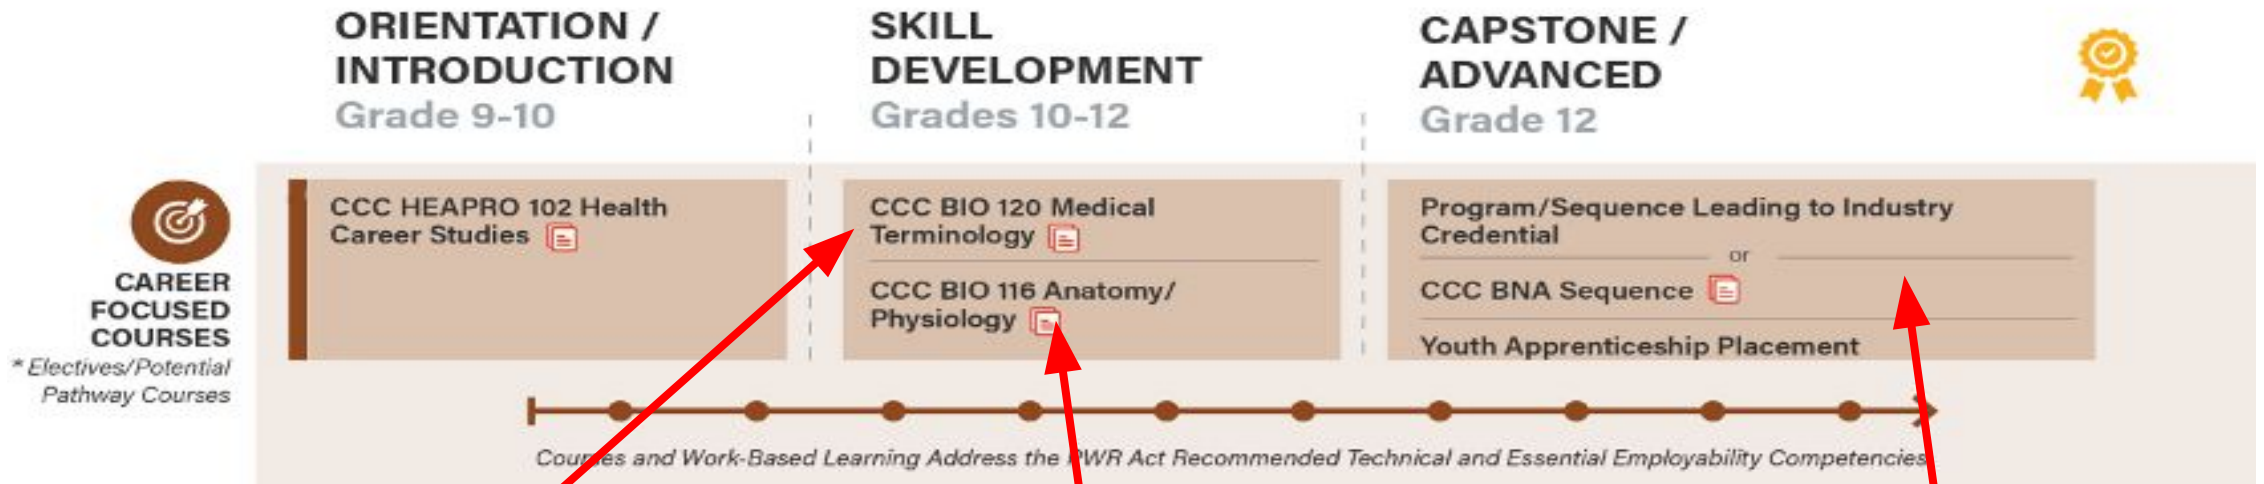 ORIENTATION /
INTRODUCTION
Grade 9-10
SKILL
DEVELOPMENT
Grades 10-12
CAPSTONE /
ADVANCED
Grade 12
CAREER
FOCUSED
COURSES
* Electives/Potential
Pathway Courses
CCC HEAPRO 102 Health
Career Studies
CCC BIO 120 Medical
Terminology
CCC BIO 116 Anatomy/
Physiology
Program/Sequence Leading to Industry
Credential
or
CCC BNA Sequence
Youth Apprenticeship Placement
Courses and Work-Based Learning Address the PWR Act Recommended Technical and Essential Employability Competencies